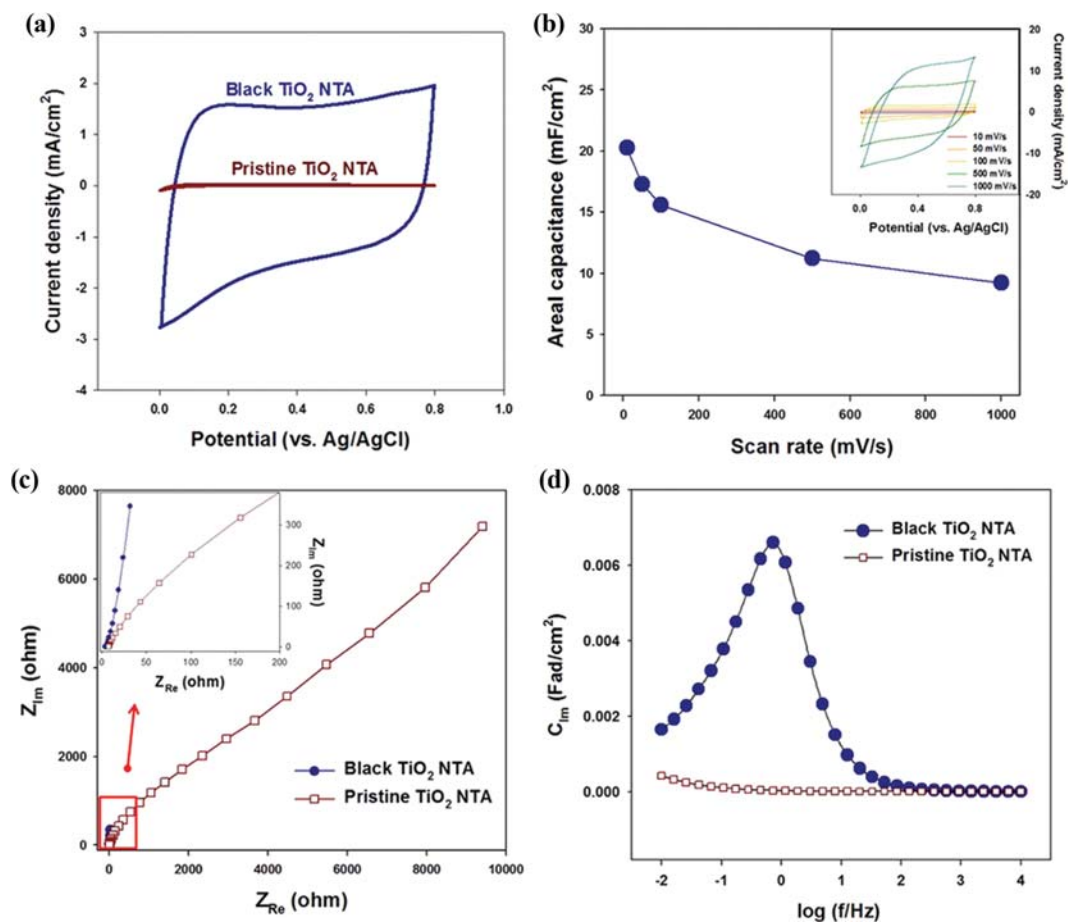 (a)
Current density (mA/cm²)
3
2
1
0
-1
-2
-3
-4
Black TiO₂ NTA
Pristine TiO₂ NTA
0.0 0.2 0.4 0.6 0.8 1.0
Potential (vs. Ag/AgCl)
(b)
Areal capacitance (mF/cm²)
30
25
20
15
10
5
0
0 200 400 600 800 1000
Scan rate (mV/s)
20
10
0
-10
-20
Current density (mA/cm²)
10 mV/s
50 mV/s
100 mV/s
500 mV/s
1000 mV/s
0.0 0.4 0.8
Potential (vs. Ag/AgCl)
(c)
Z_Im (ohm)
8000
6000
4000
2000
0
300
200
100
0
Z_Im (ohm)
0 50 100 150 200
Z_Re (ohm)
Black TiO₂ NTA
Pristine TiO₂ NTA
0 2000 4000 6000 8000 10000
Z_Re (ohm)
(d)
C_Im (Fad/cm²)
0.008
0.006
0.004
0.002
0.000
Black TiO₂ NTA
Pristine TiO₂ NTA
-2 -1 0 1 2 3 4
log (f/Hz)